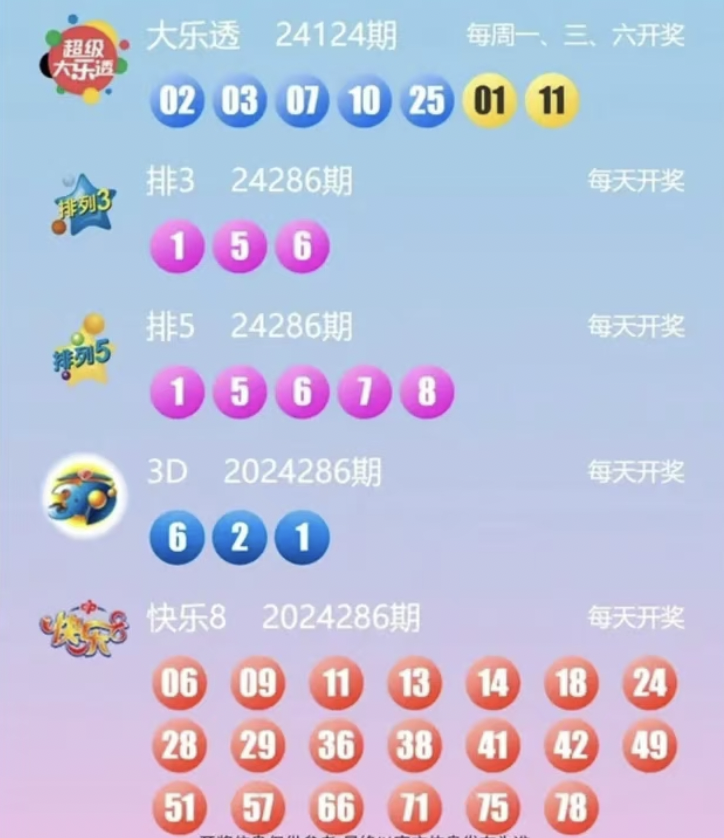 超级
大乐透
大乐透 24124期 每周一、三、六开奖
02 03 07 10 25 01 11
排列3
排3 24286期 每天开奖
1 5 6
排列5
排5 24286期 每天开奖
1 5 6 7 8
3D 2024286期 每天开奖
6 2 1
快乐8 2024286期 每天开奖
06 09 11 13 14 18 24
28 29 36 38 41 42 49
51 57 66 71 75 78